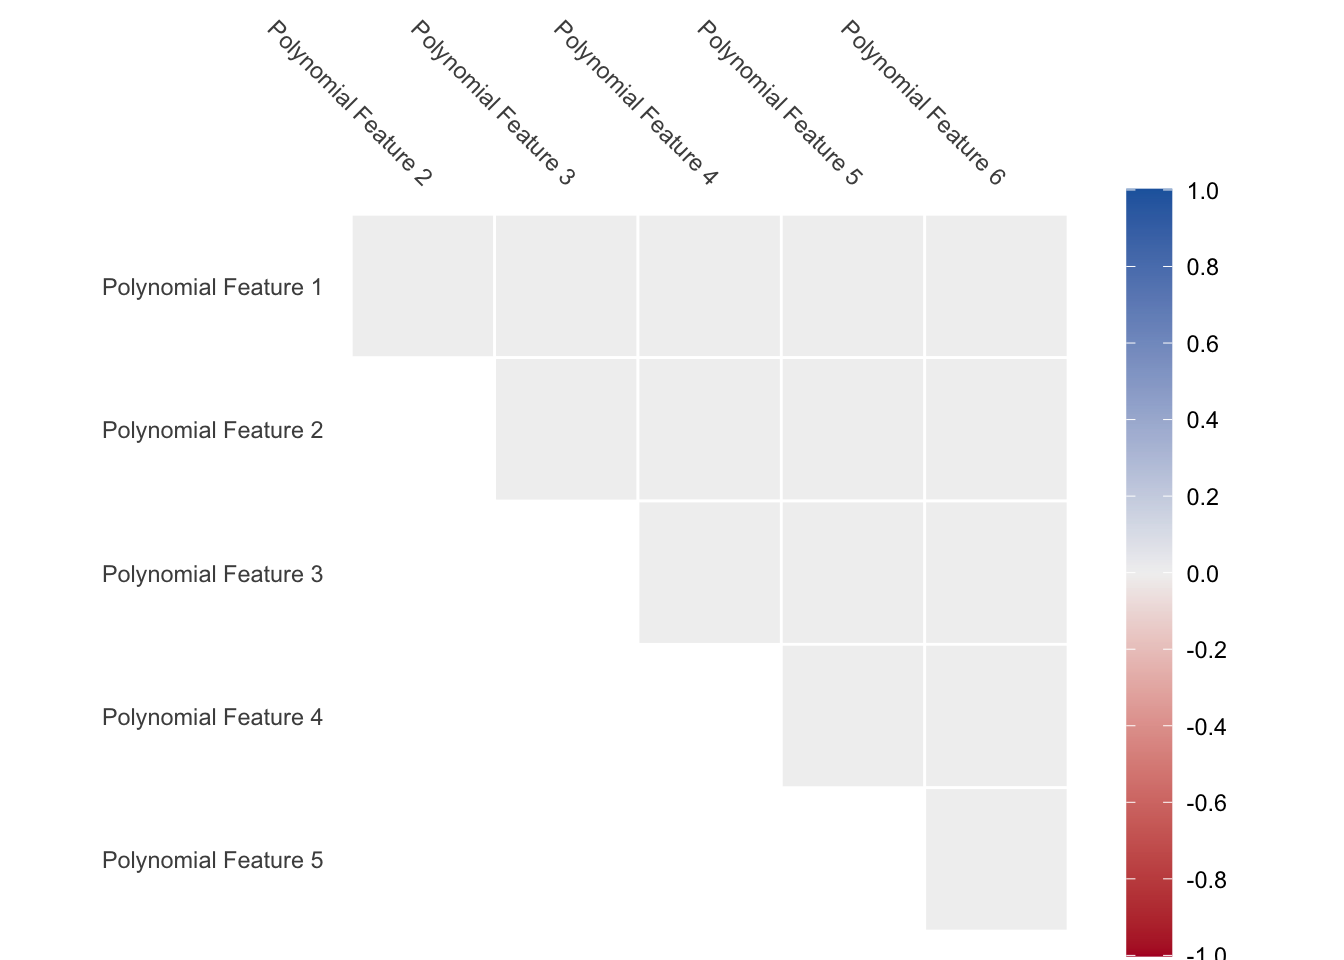 Polynomial Feature 2
Polynomial Feature 3
Polynomial Feature 4
Polynomial Feature 5
Polynomial Feature 6
Polynomial Feature 1
Polynomial Feature 2
Polynomial Feature 3
Polynomial Feature 4
Polynomial Feature 5
1.0
0.8
0.6
0.4
0.2
0.0
-0.2
-0.4
-0.6
-0.8
-1.0